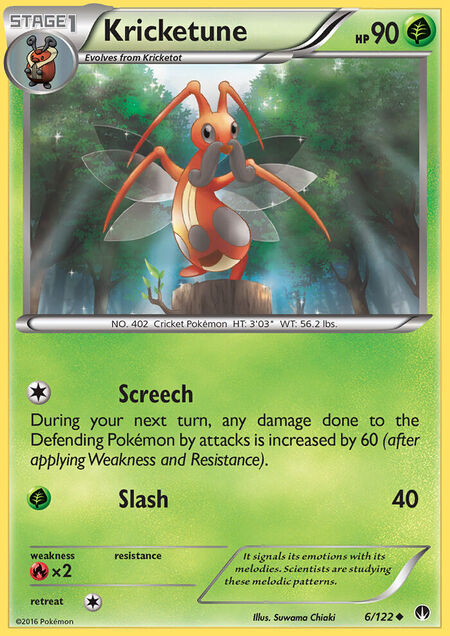 STAGE1 Kricketune HP 90
Evolves from Kricketot
NO. 402 Cricket Pokémon HT: 3'03" WT: 56.2 lbs.
Screech
During your next turn, any damage done to the
Defending Pokémon by attacks is increased by 60 (after
applying Weakness and Resistance).
Slash 40
weakness resistance
×2
retreat
It signals its emotions with its
melodies. Scientists are studying
these melodic patterns.
©2016 Pokémon Illus. Suwama Chiaki 6/122